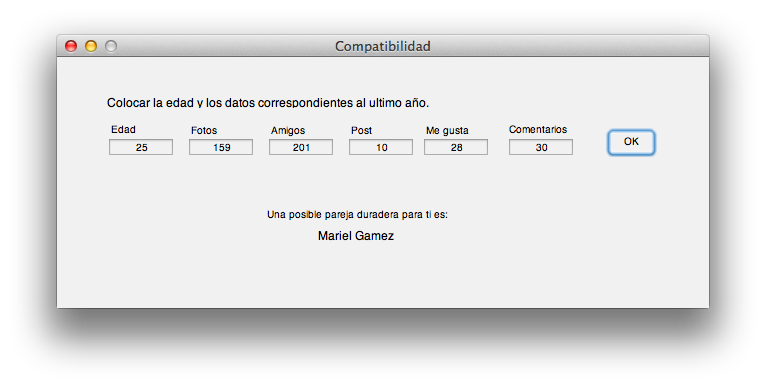 Compatibilidad
Colocar la edad y los datos correspondientes al ultimo año.
Edad Fotos Amigos Post Me gusta Comentarios
25 159 201 10 28 30 OK
Una posible pareja duradera para ti es:
Mariel Gamez